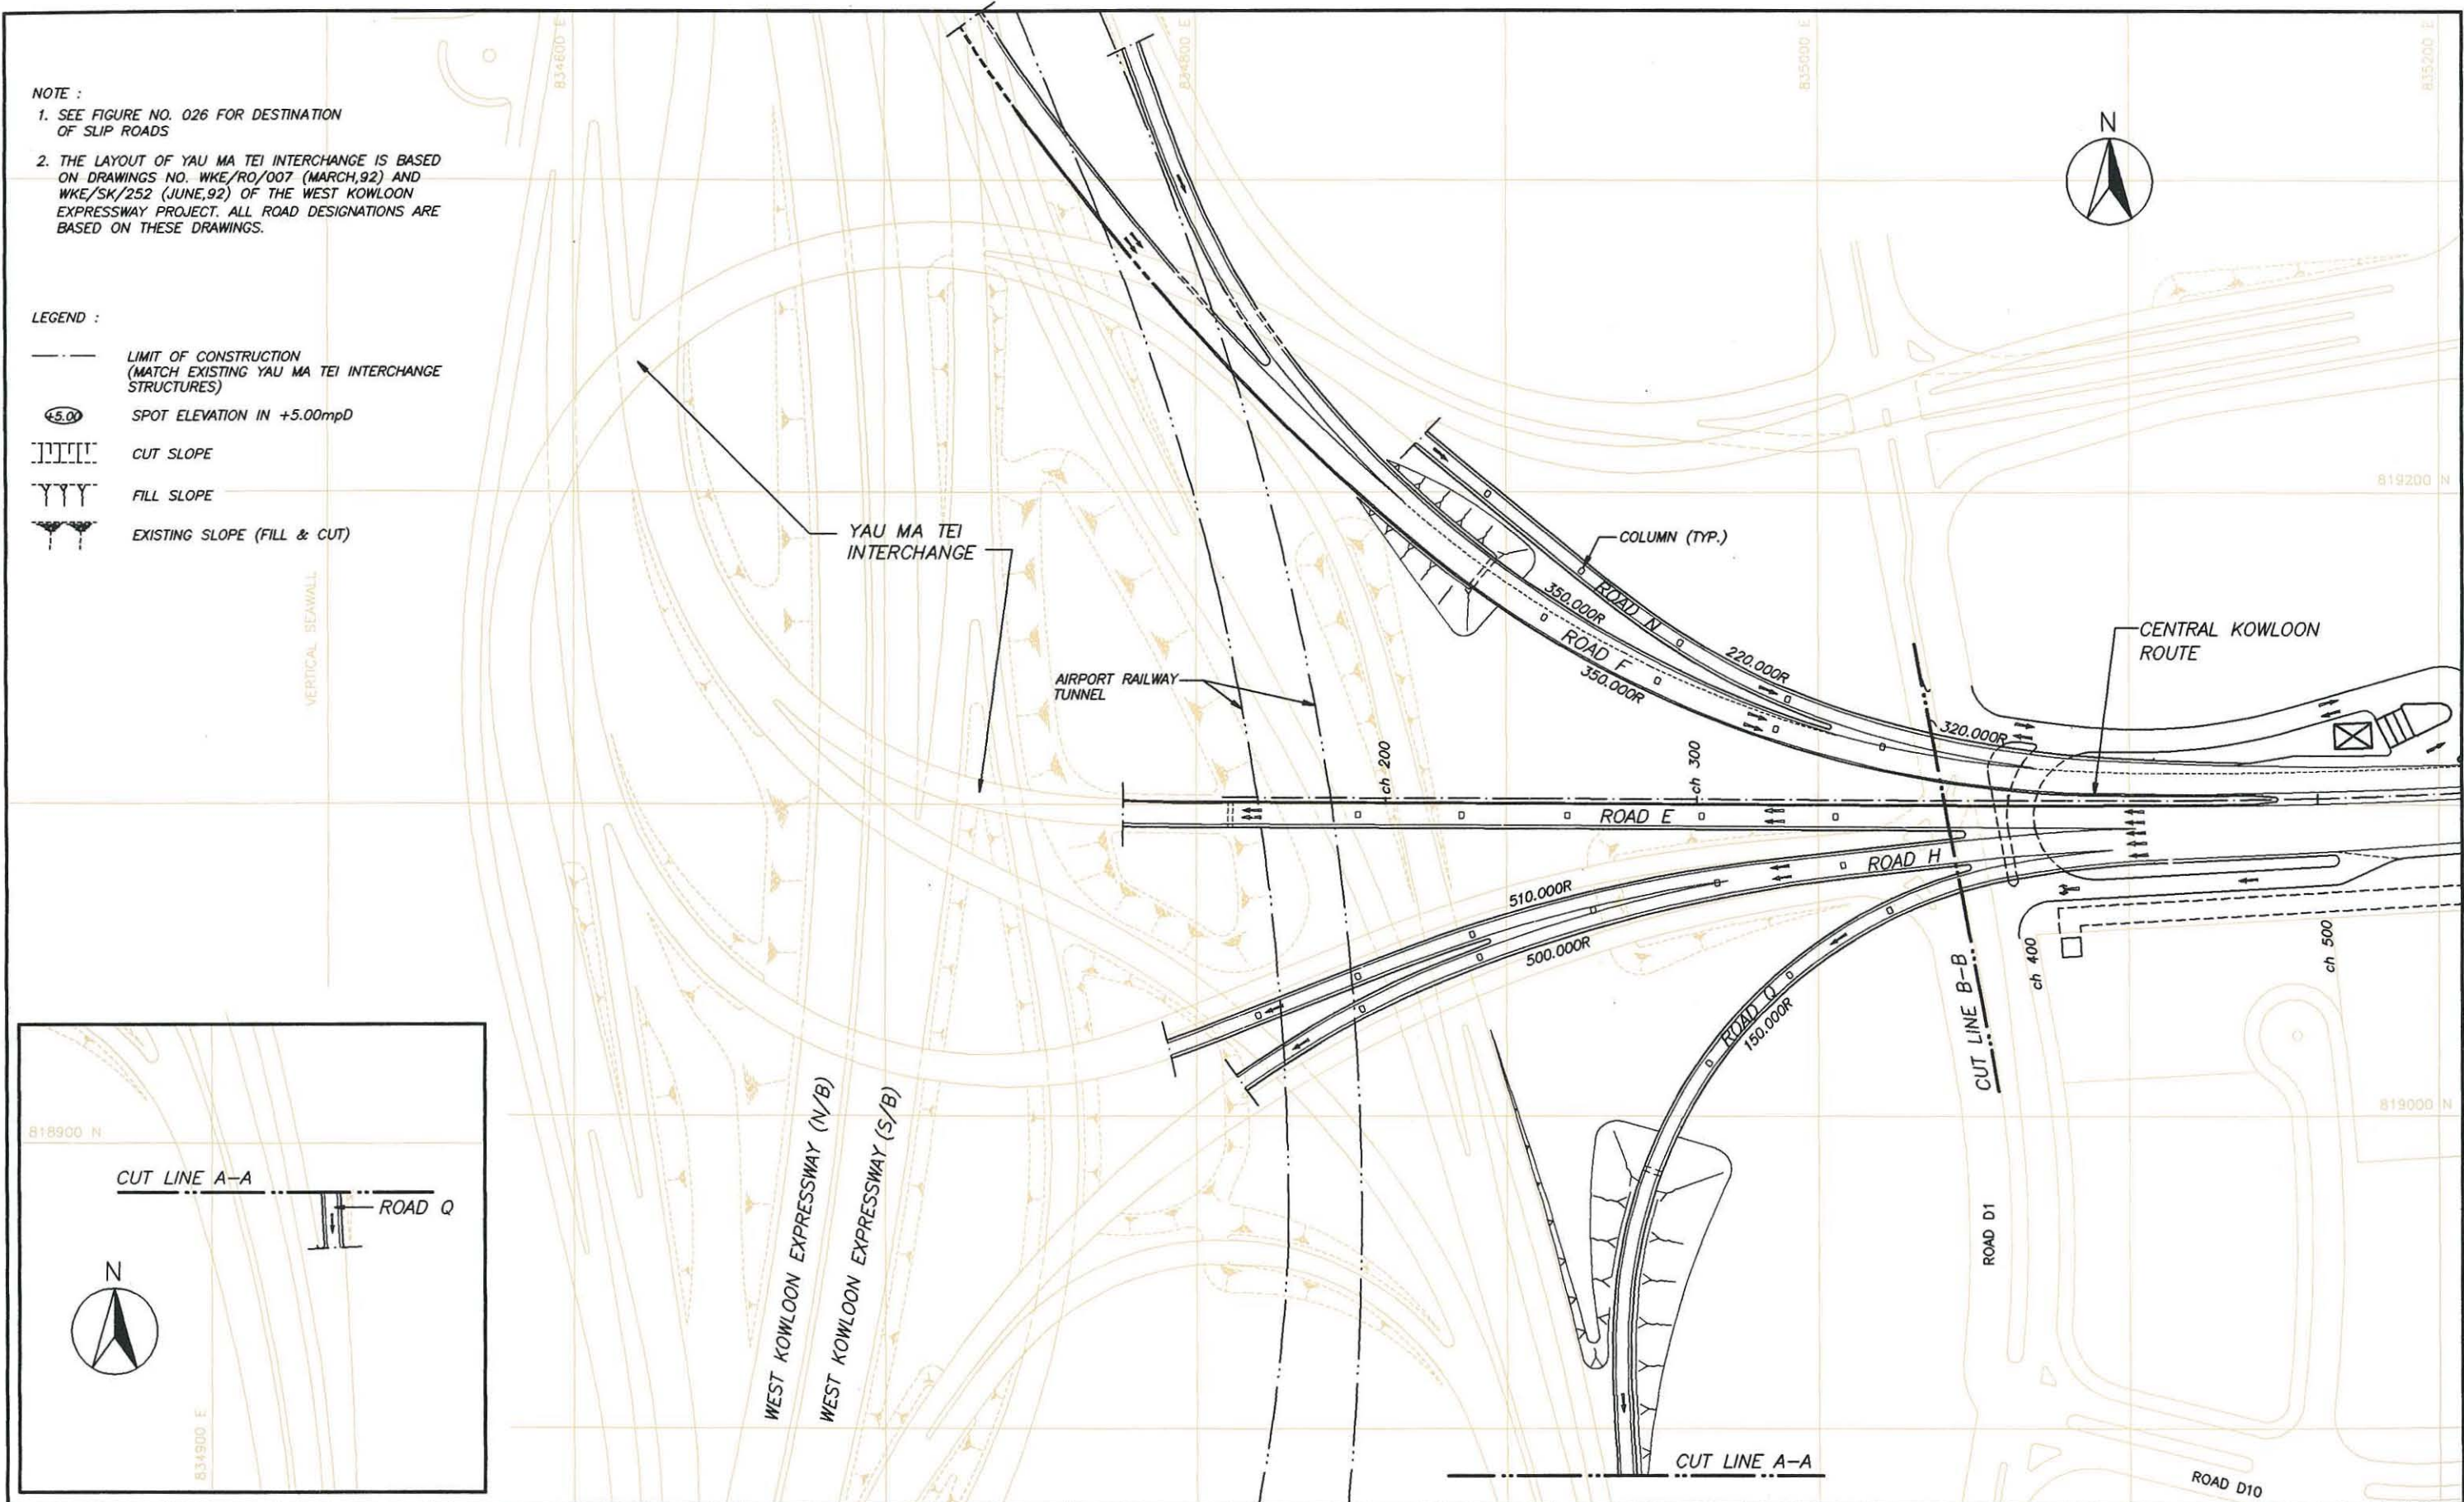 834600 E
834800 E
835000 E
835200 E
NOTE :
1. SEE FIGURE NO. 026 FOR DESTINATION
OF SLIP ROADS
2. THE LAYOUT OF YAU MA TEI INTERCHANGE IS BASED
ON DRAWINGS NO. WKE/RO/007 (MARCH,92) AND
WKE/SK/252 (JUNE,92) OF THE WEST KOWLOON
EXPRESSWAY PROJECT. ALL ROAD DESIGNATIONS ARE
BASED ON THESE DRAWINGS.
N
LEGEND :
LIMIT OF CONSTRUCTION
(MATCH EXISTING YAU MA TEI INTERCHANGE
STRUCTURES)
+5.00
SPOT ELEVATION IN +5.00mpD
CUT SLOPE
FILL SLOPE
EXISTING SLOPE (FILL & CUT)
819200 N
YAU MA TEI
INTERCHANGE
COLUMN (TYP.)
VERTICAL SEAWALL
ROAD N
350.000R
ROAD F
350.000R
220.000R
320.000R
CENTRAL KOWLOON
ROUTE
AIRPORT RAILWAY
TUNNEL
ch 200
ch 300
ROAD E
ROAD H
510.000R
500.000R
ROAD Q
150.000R
CUT LINE B-B
ch 400
ch 500
819000 N
WEST KOWLOON EXPRESSWAY (N/B)
WEST KOWLOON EXPRESSWAY (S/B)
ROAD D1
818900 N
CUT LINE A-A
ROAD Q
N
834900 E
CUT LINE A-A
ROAD D10